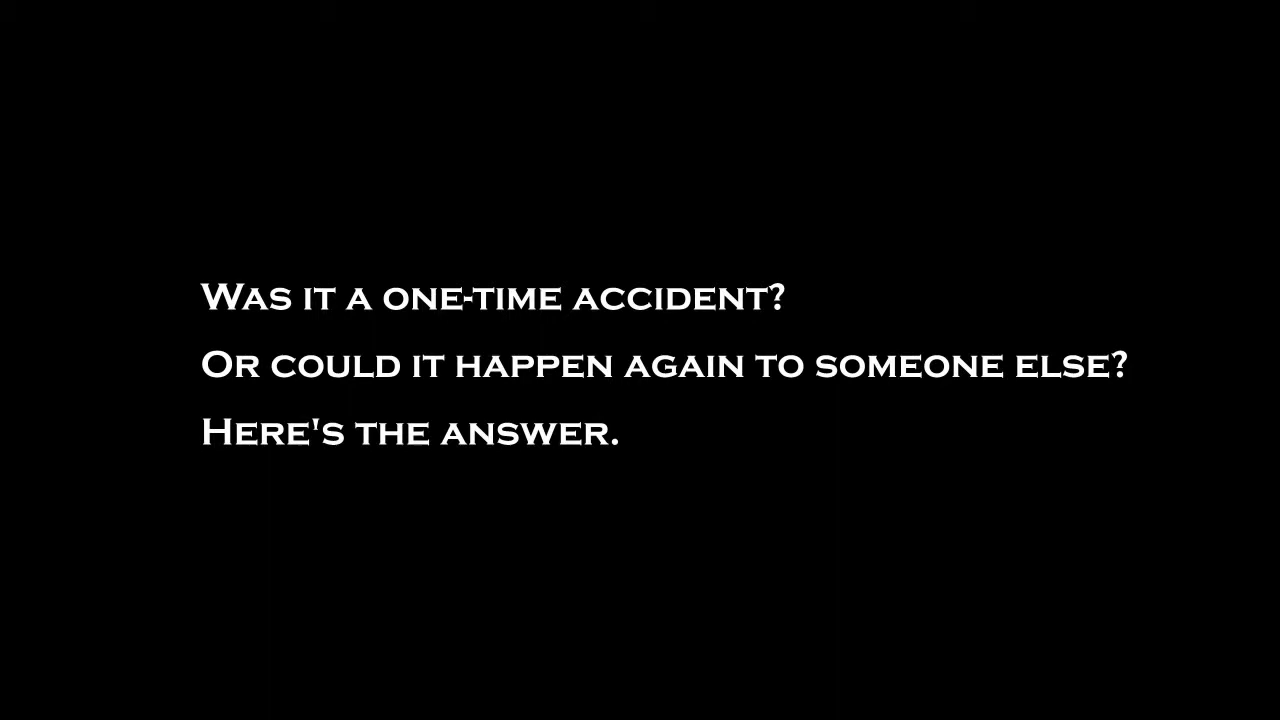 Was it a one-time accident?
Or could it happen again to someone else?
Here's the answer.